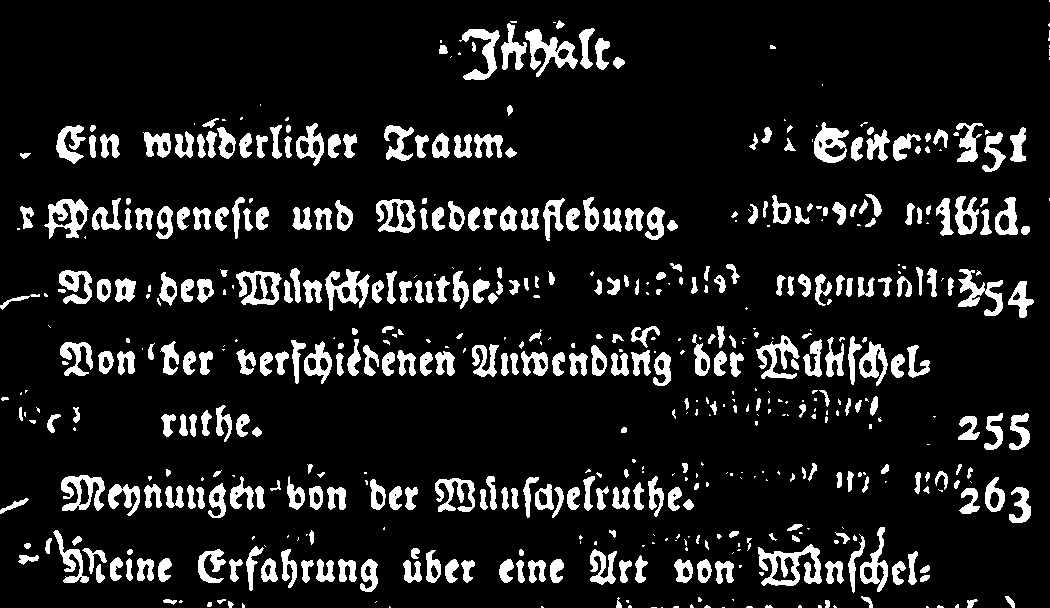 Inhalt.
Ein wunderlicher Traum. Seite 251
Palingenesie und Wiederauflebung. ibid.
Von der Wünschelruthe. 254
Von der verschiedenen Anwendung der Wünschel-
ruthe. 255
Meynungen von der Wünschelruthe. 263
Meine Erfahrung über eine Art von Wünschel-